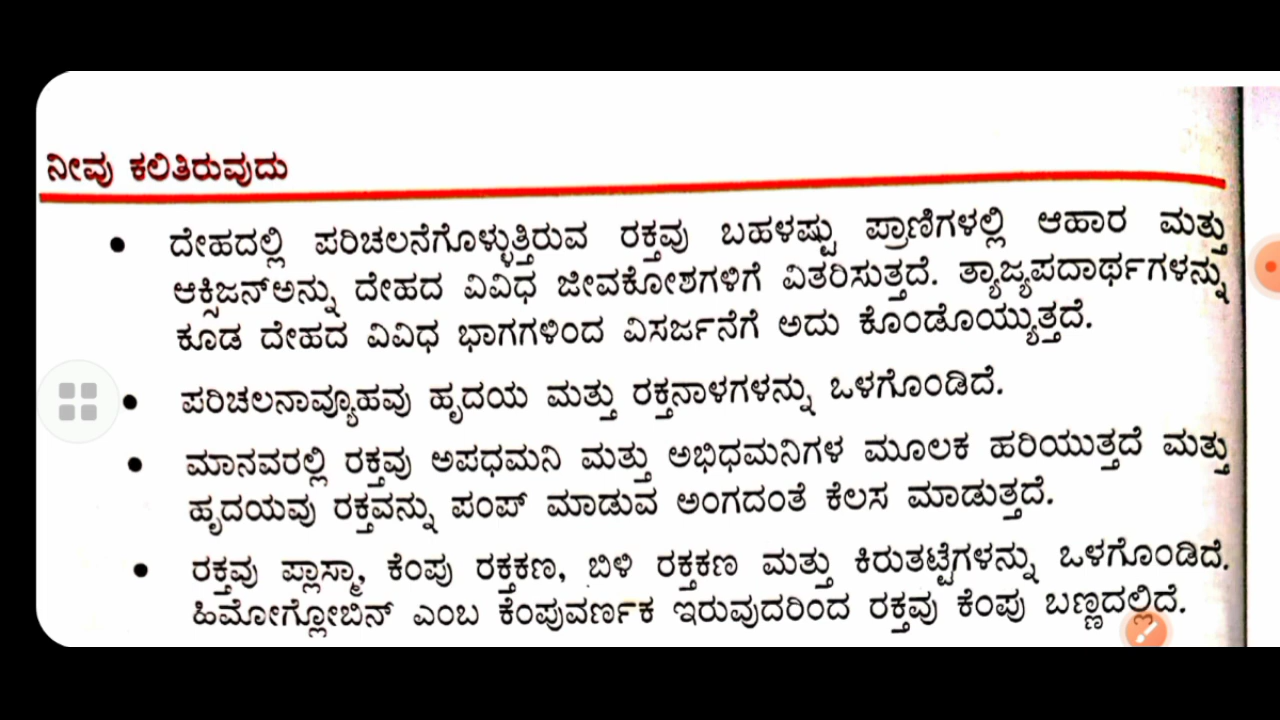 ನೀವು ಕಲಿತಿರುವುದು
● ದೇಹದಲ್ಲಿ ಪರಿಚಲನೆಗೊಳ್ಳುತ್ತಿರುವ ರಕ್ತವು ಬಹಳಷ್ಟು ಪ್ರಾಣಿಗಳಲ್ಲಿ ಆಹಾರ ಮತ್ತು
ಆಕ್ಸಿಜನ್‌ಅನ್ನು ದೇಹದ ವಿವಿಧ ಜೀವಕೋಶಗಳಿಗೆ ವಿತರಿಸುತ್ತದೆ. ತ್ಯಾಜ್ಯಪದಾರ್ಥಗಳನ್ನು
ಕೂಡ ದೇಹದ ವಿವಿಧ ಭಾಗಗಳಿಂದ ವಿಸರ್ಜನೆಗೆ ಅದು ಕೊಂಡೊಯ್ಯುತ್ತದೆ.
● ಪರಿಚಲನಾವ್ಯೂಹವು ಹೃದಯ ಮತ್ತು ರಕ್ತನಾಳಗಳನ್ನು ಒಳಗೊಂಡಿದೆ.
● ಮಾನವರಲ್ಲಿ ರಕ್ತವು ಅಪಧಮನಿ ಮತ್ತು ಅಭಿಧಮನಿಗಳ ಮೂಲಕ ಹರಿಯುತ್ತದೆ ಮತ್ತು
ಹೃದಯವು ರಕ್ತವನ್ನು ಪಂಪ್ ಮಾಡುವ ಅಂಗದಂತೆ ಕೆಲಸ ಮಾಡುತ್ತದೆ.
● ರಕ್ತವು ಪ್ಲಾಸ್ಮಾ, ಕೆಂಪು ರಕ್ತಕಣ, ಬಿಳಿ ರಕ್ತಕಣ ಮತ್ತು ಕಿರುತಟ್ಟೆಗಳನ್ನು ಒಳಗೊಂಡಿದೆ.
ಹಿಮೋಗ್ಲೋಬಿನ್ ಎಂಬ ಕೆಂಪುವರ್ಣಕ ಇರುವುದರಿಂದ ರಕ್ತವು ಕೆಂಪು ಬಣ್ಣದಲ್ಲಿದೆ.